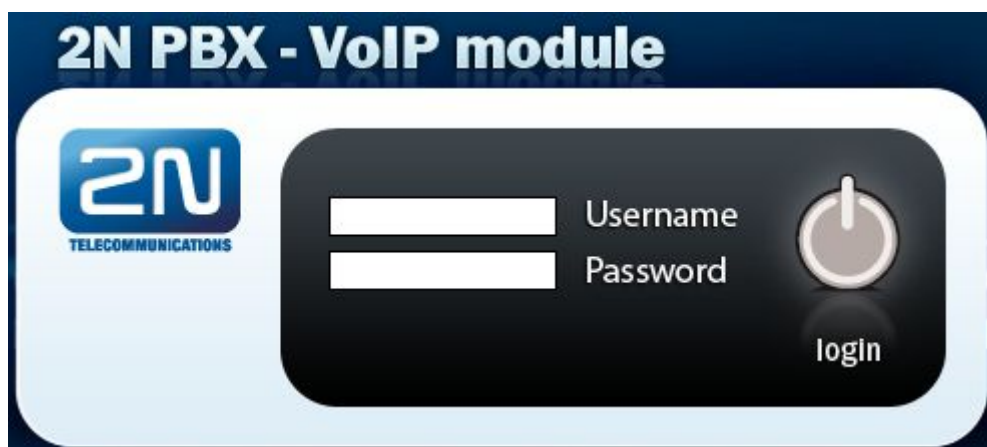 2N PBX - VoIP module
2N
TELECOMMUNICATIONS
Username
Password
login